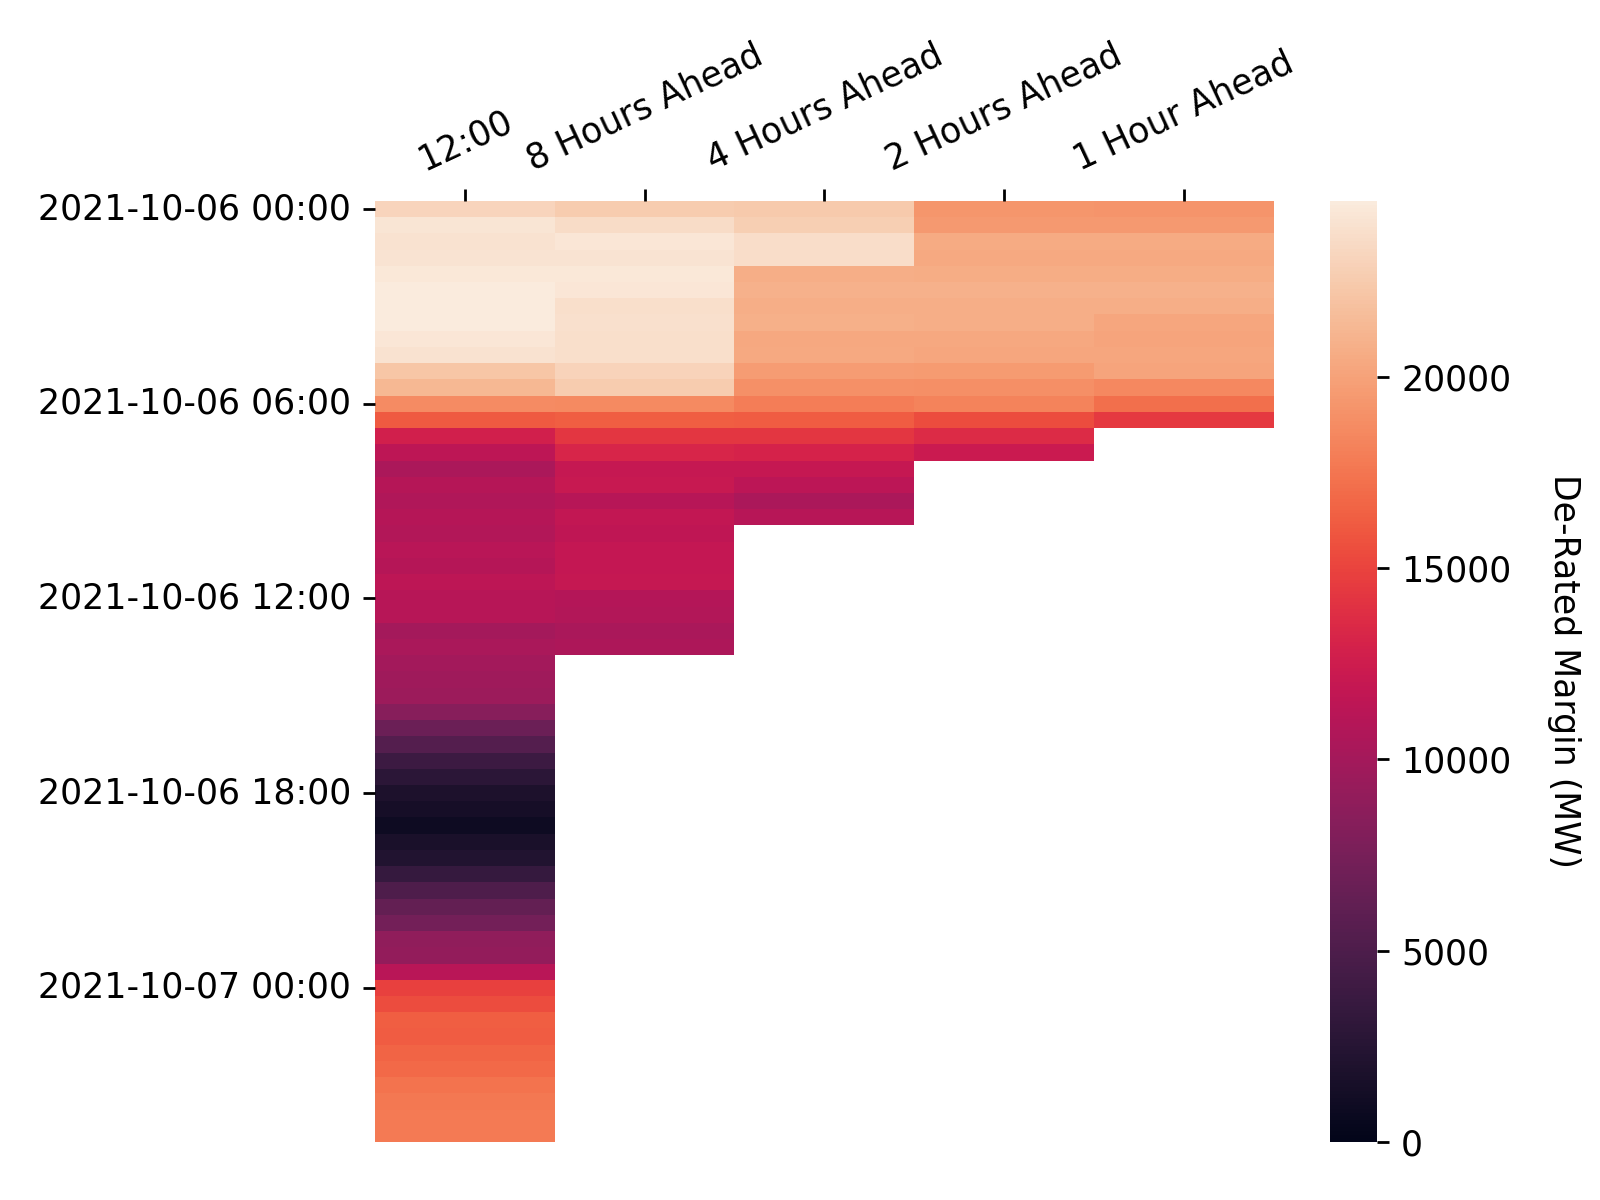 12:00
8 Hours Ahead
4 Hours Ahead
2 Hours Ahead
1 Hour Ahead
2021-10-06 00:00
2021-10-06 06:00
2021-10-06 12:00
2021-10-06 18:00
2021-10-07 00:00
20000
15000
10000
5000
0
De-Rated Margin (MW)